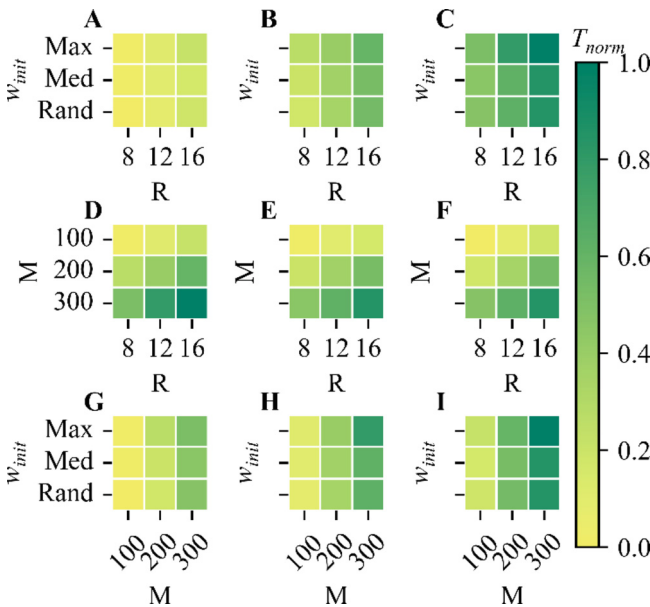 A B C
T_norm
w_init Max
Med
Rand
w_init
w_init
1.0
0.8
0.6
0.4
0.2
0.0
8 12 16
8 12 16
8 12 16
R R R
D E F
M 100
200
300
M
M
8 12 16
8 12 16
8 12 16
R R R
G H I
w_init Max
Med
Rand
w_init
w_init
100 200 300
100 200 300
100 200 300
M M M